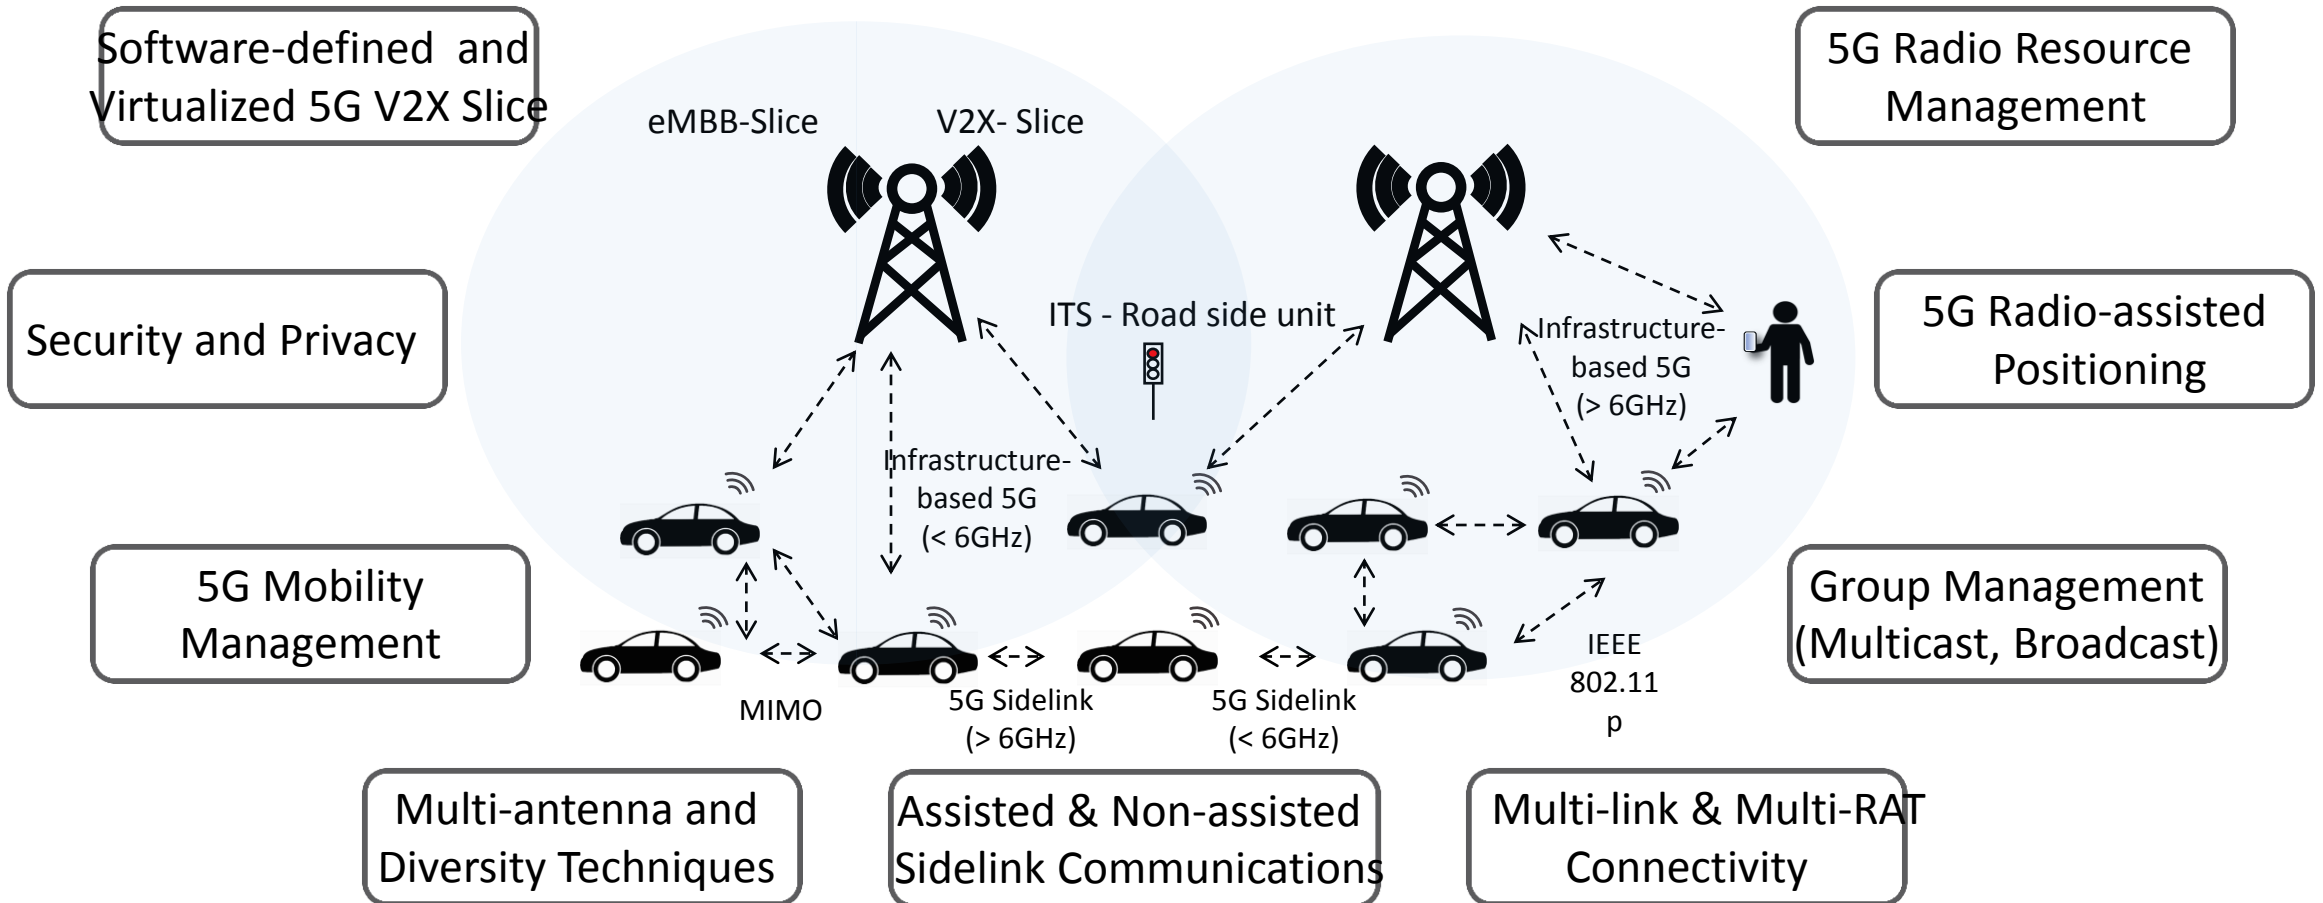 Software-defined and
Virtualized 5G V2X Slice
5G Radio Resource
Management
eMBB-Slice
V2X- Slice
Security and Privacy
ITS - Road side unit
Infrastructure-
based 5G
(> 6GHz)
5G Radio-assisted
Positioning
Infrastructure-
based 5G
(< 6GHz)
5G Mobility
Management
Group Management
(Multicast, Broadcast)
MIMO
5G Sidelink
(> 6GHz)
5G Sidelink
(< 6GHz)
IEEE
802.11
p
Multi-antenna and
Diversity Techniques
Assisted & Non-assisted
Sidelink Communications
Multi-link & Multi-RAT
Connectivity